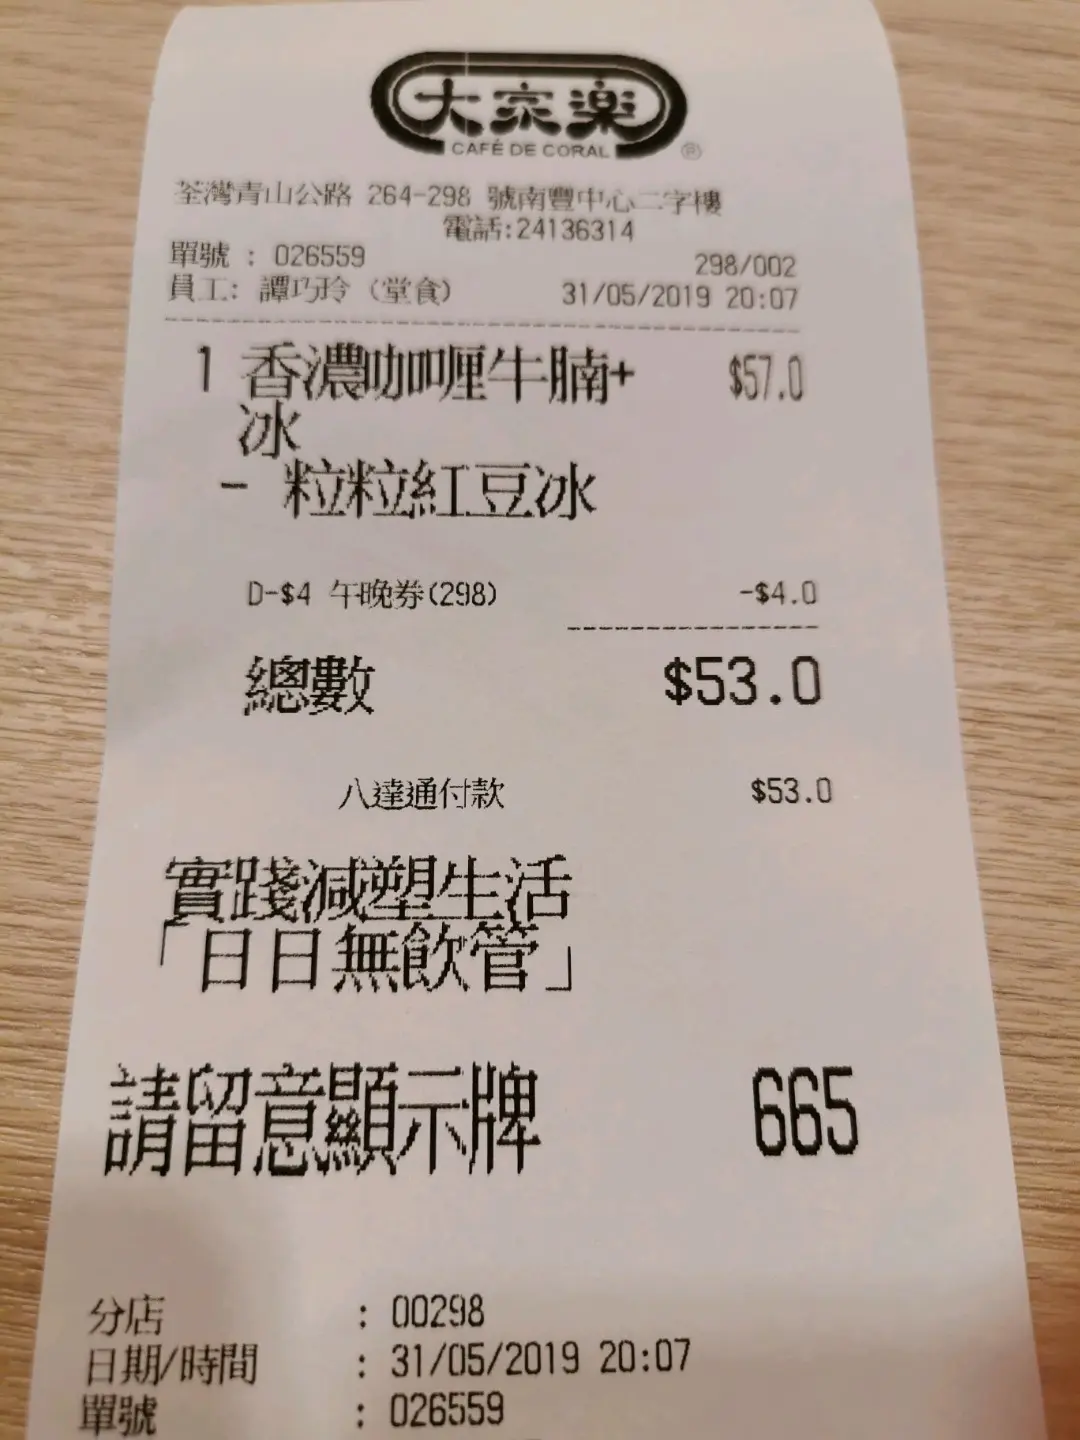 大家樂
CAFÉ DE CORAL ®
荃灣青山公路 264-298 號南豐中心二字樓
電話:24136314
單號 : 026559 298/002
員工: 譚巧玲 (堂食) 31/05/2019 20:07
1 香濃咖喱牛腩+ $57.0
冰
- 粒粒紅豆冰
D-$4 午晚券(298) -$4.0
總數 $53.0
八達通付款 $53.0
實踐減塑生活
「日日無飲管」
請留意顯示牌 665
分店 : 00298
日期/時間 : 31/05/2019 20:07
單號 : 026559